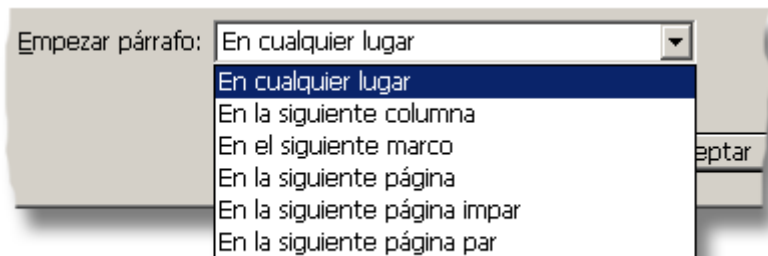 Empezar párrafo: En cualquier lugar
En cualquier lugar
En la siguiente columna
En el siguiente marco
eptar
En la siguiente página
En la siguiente página impar
En la siguiente página par